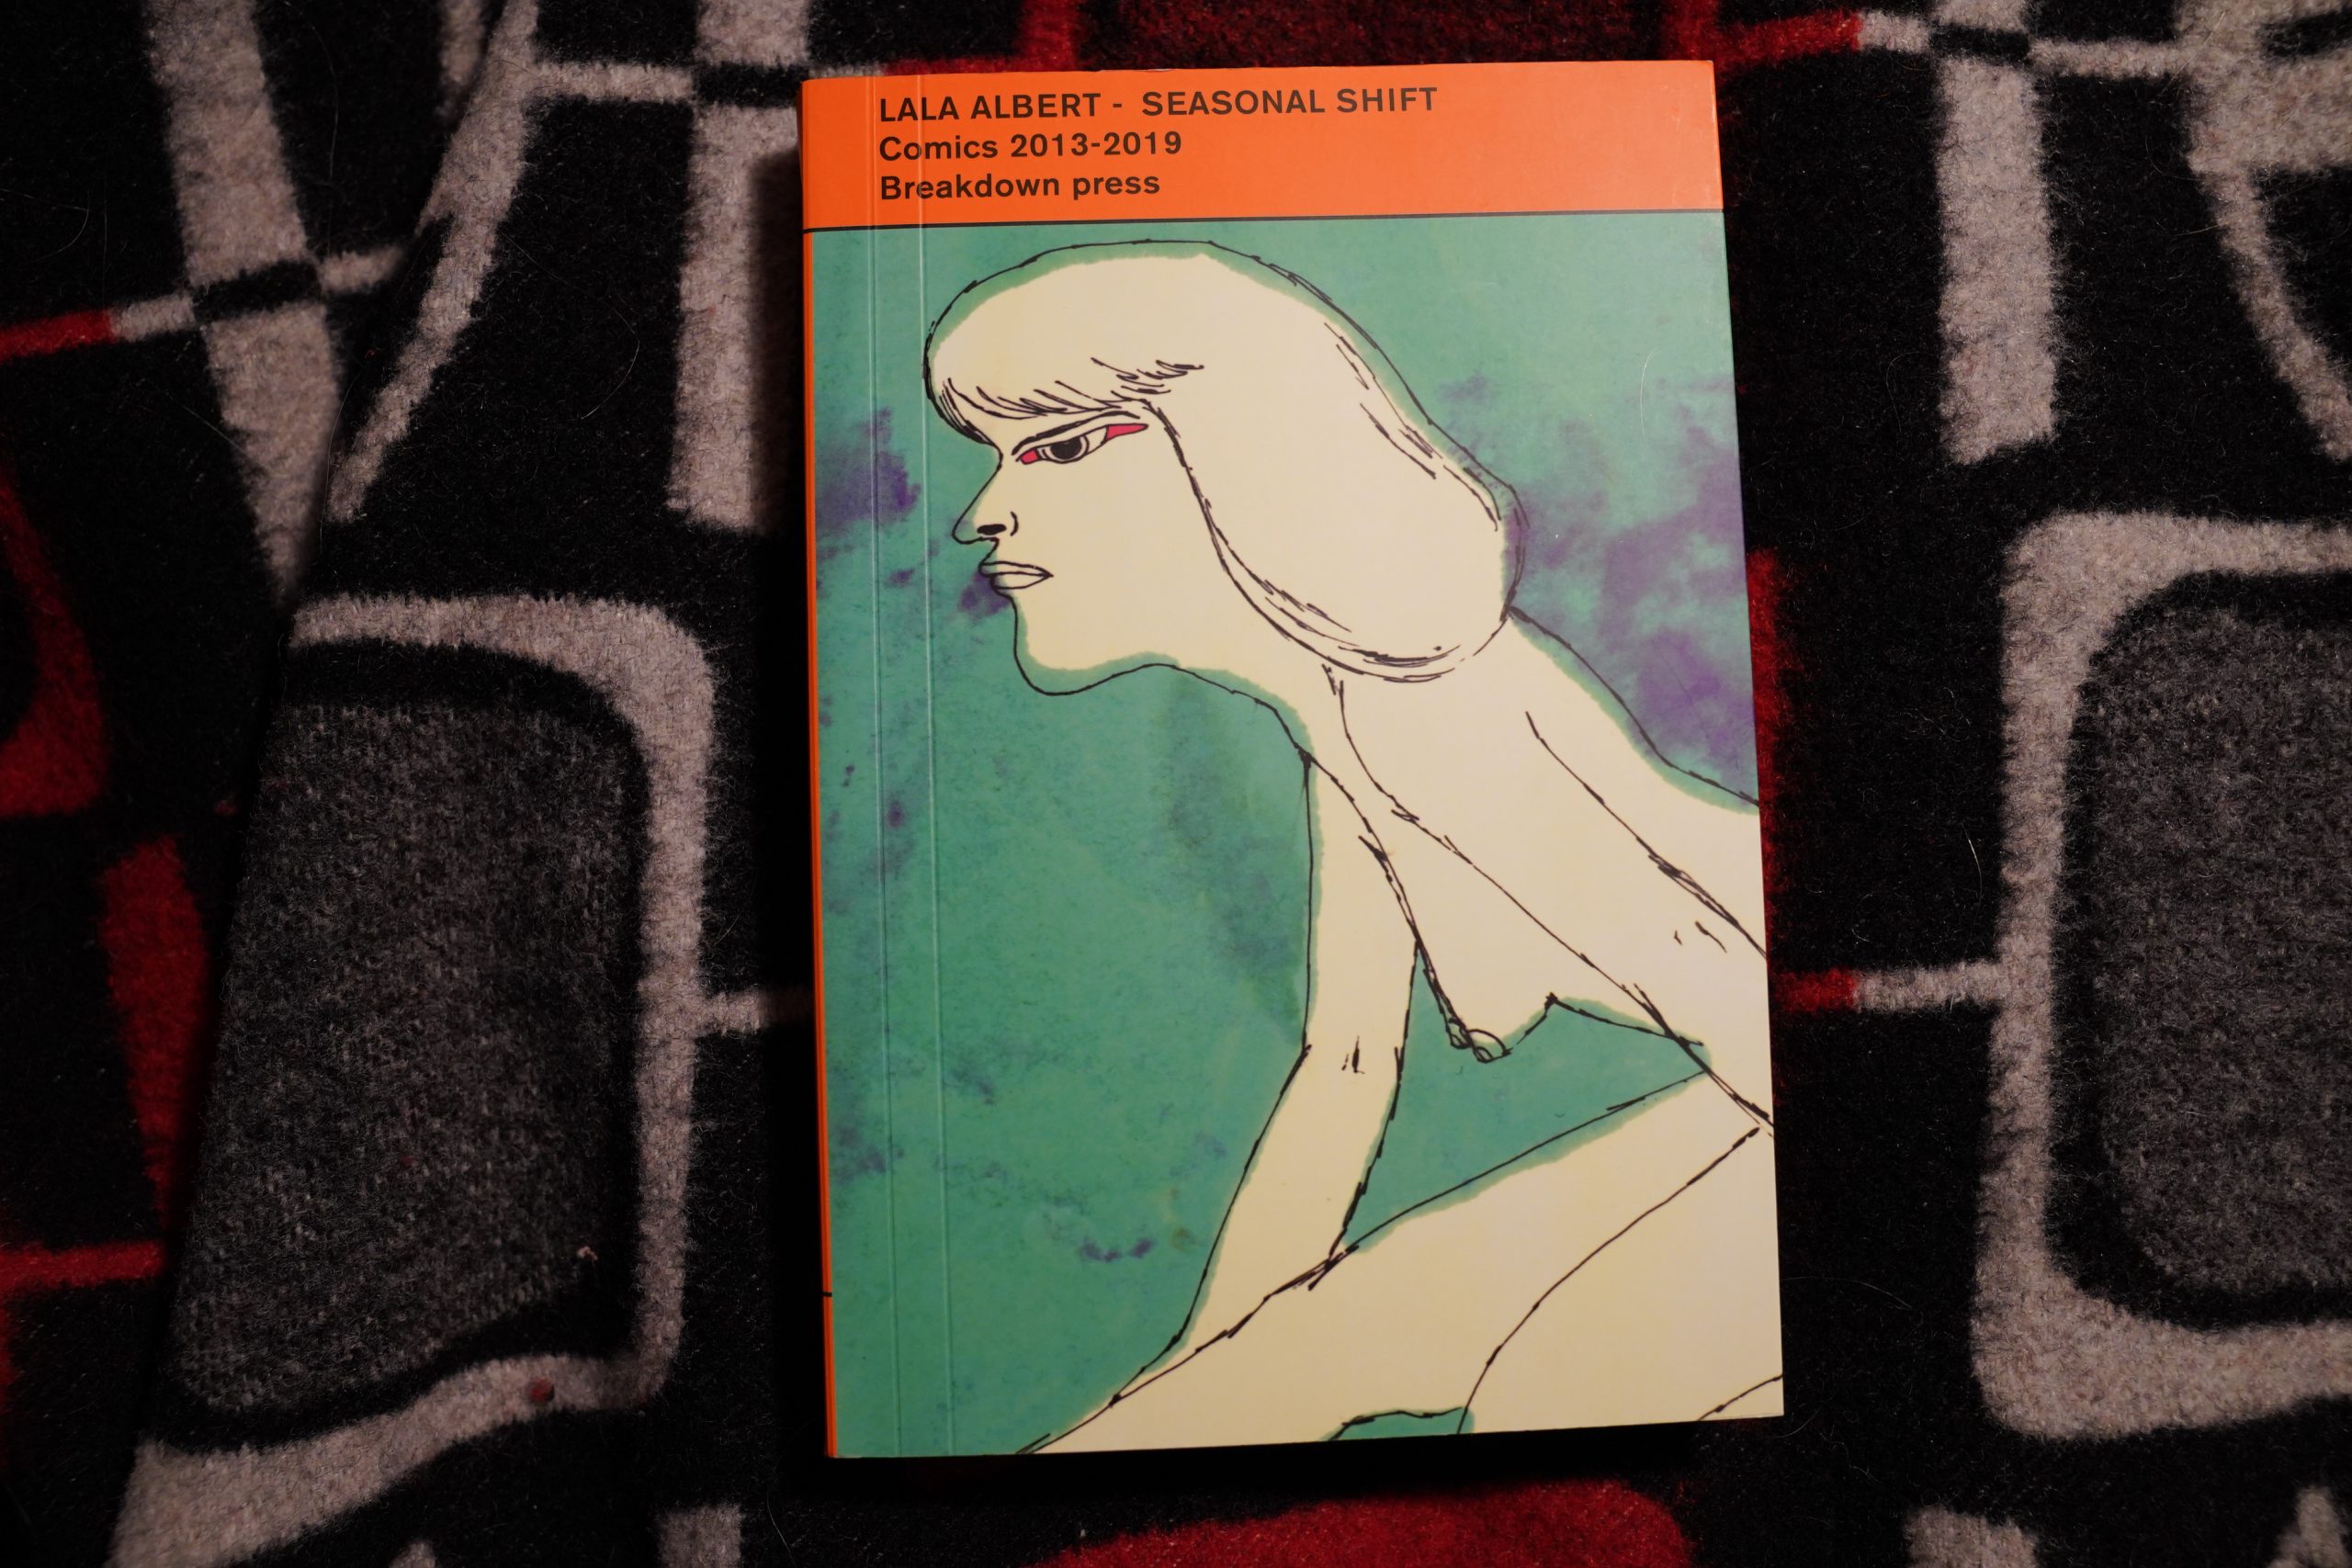 LALA ALBERT - SEASONAL SHIFT
Comics 2013-2019
Breakdown press